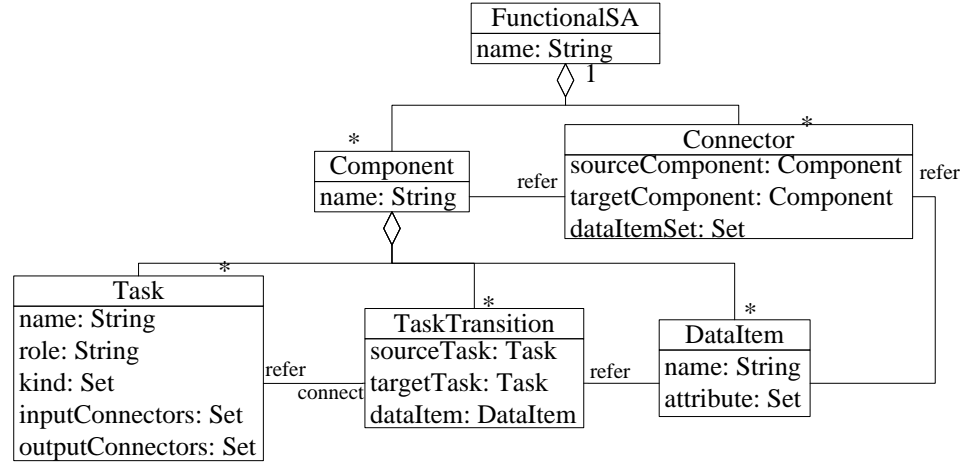 FunctionalSA
name: String
1
*
*
Component
name: String
refer
Connector
sourceComponent: Component
targetComponent: Component
dataItemSet: Set
refer
*
*
*
Task
name: String
role: String
kind: Set
inputConnectors: Set
outputConnectors: Set
refer
connect
TaskTransition
sourceTask: Task
targetTask: Task
dataItem: DataItem
refer
DataItem
name: String
attribute: Set